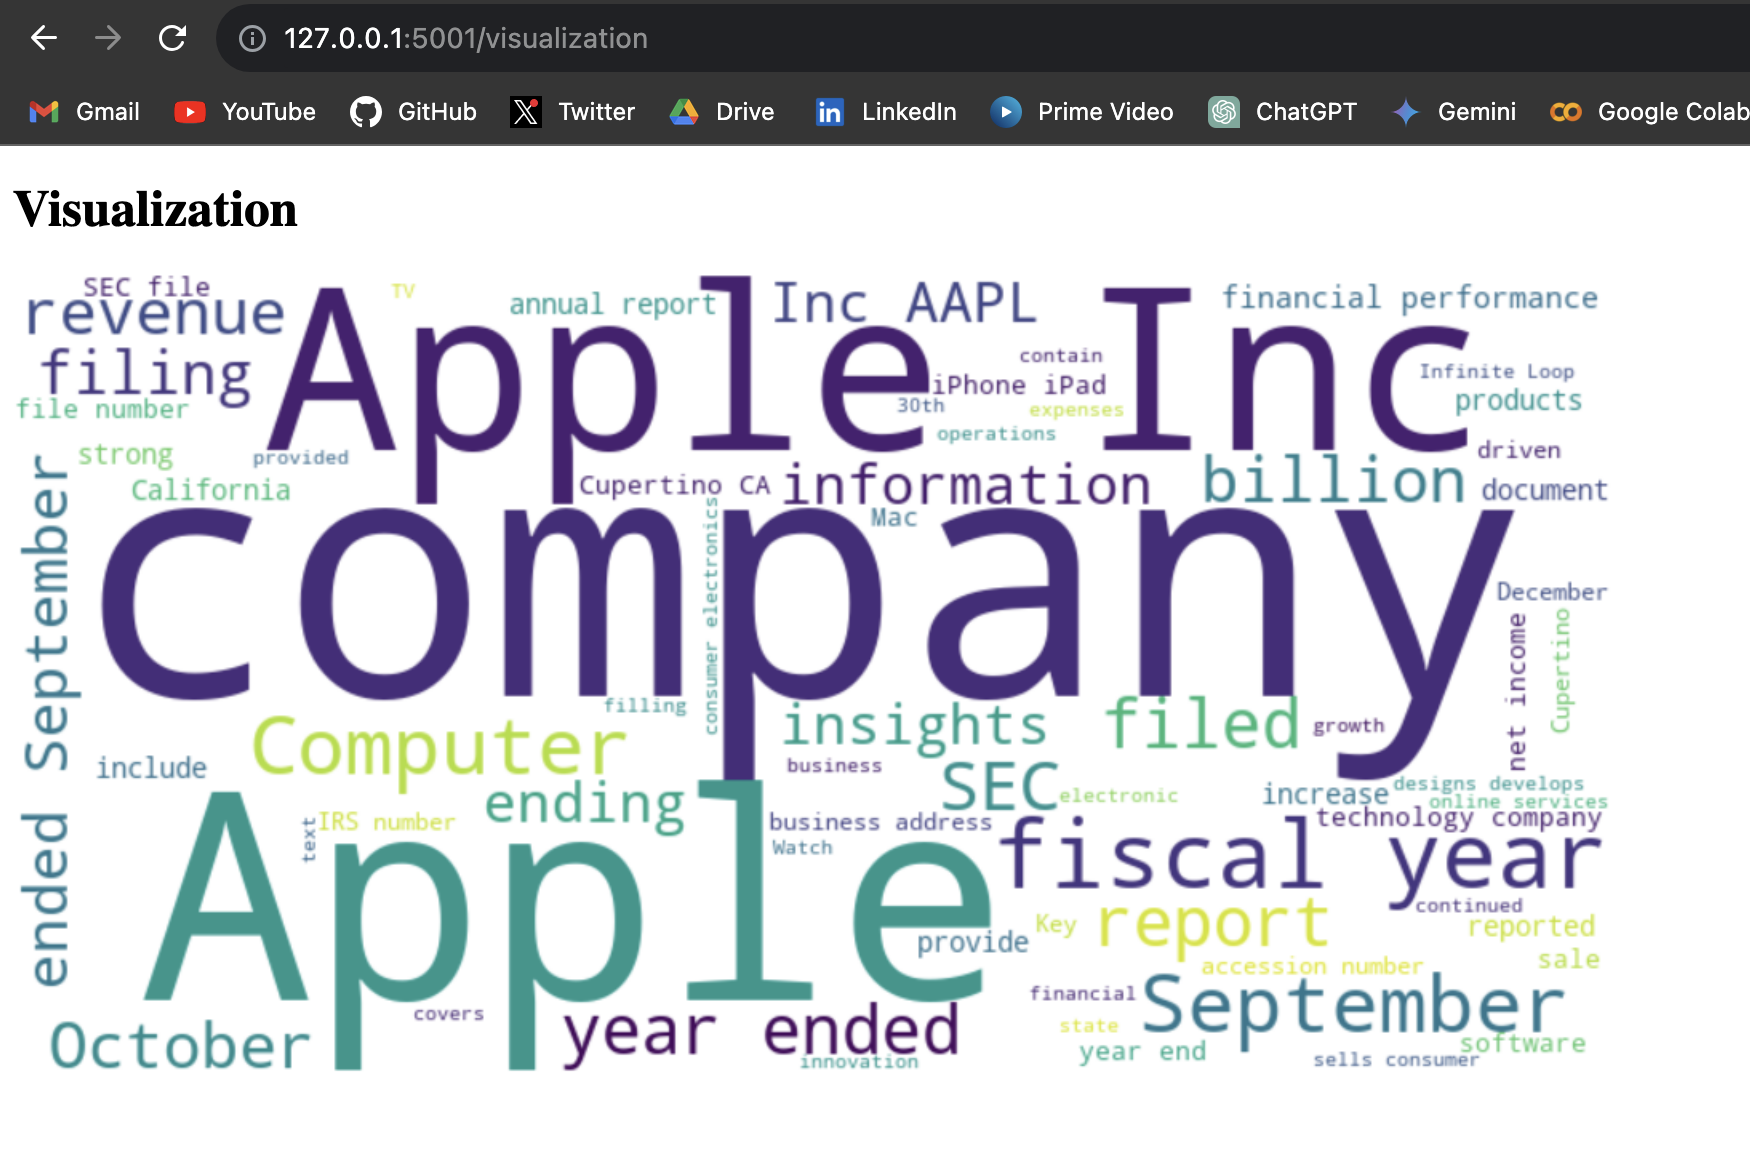 127.0.0.1:5001/visualization
Gmail YouTube GitHub Twitter Drive LinkedIn Prime Video ChatGPT Gemini Google Colab
Visualization
SEC file
TV
annual report
Inc AAPL
financial performance
revenue
Apple Inc
contain
filing
iPhone iPad
Infinite Loop
file number
30th
expenses
products
operations
strong
provided
driven
California
Cupertino CA
information
billion
document
Mac
company
consumer electronics
ended September
December
net income
Cupertino
filling
Computer
insights
filed
growth
include
business
SEC
electronic
increase
designs develops
online services
ending
Apple
text
IRS number
business address
technology company
Watch
fiscal year
continued
provide
Key
report
reported
accession number
sale
financial
September
covers
October
year ended
state
innovation
year end
software
sells consumer